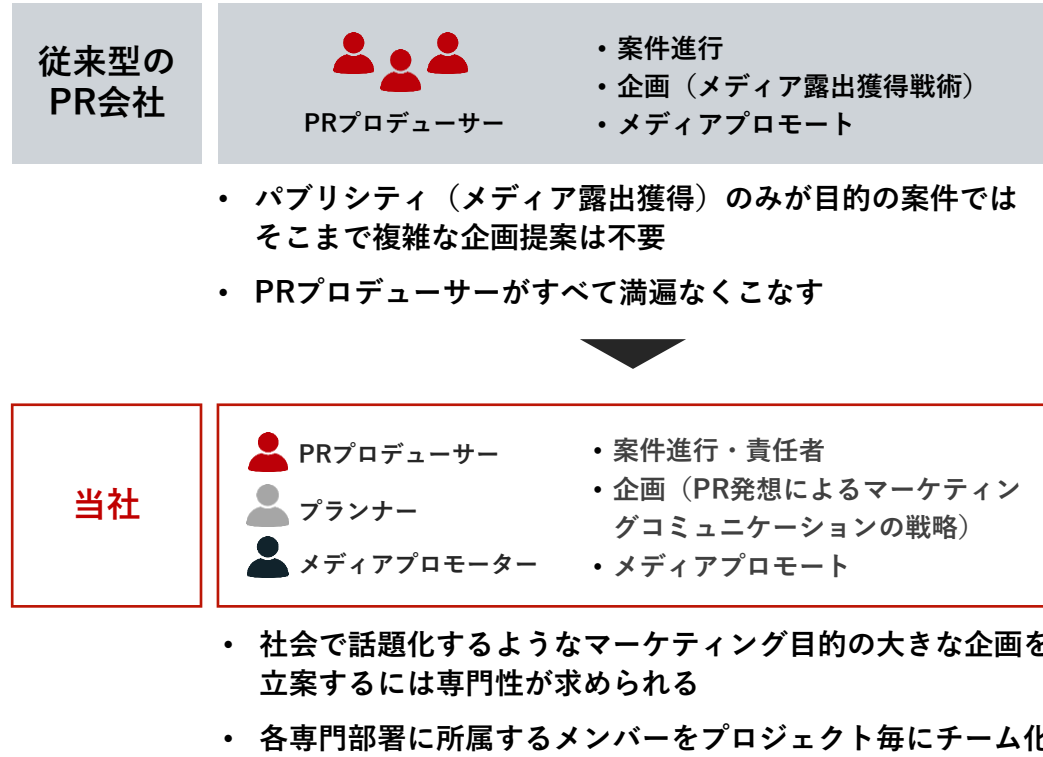 従来型の
PR会社
PRプロデューサー
・案件進行
・企画（メディア露出獲得戦術）
・メディアプロモート
• パブリシティ（メディア露出獲得）のみが目的の案件では
そこまで複雑な企画提案は不要
• PRプロデューサーがすべて満遍なくこなす
当社
PRプロデューサー
プランナー
メディアプロモーター
・案件進行・責任者
・企画（PR発想によるマーケティン
グコミュニケーションの戦略）
・メディアプロモート
• 社会で話題化するようなマーケティング目的の大きな企画を
立案するには専門性が求められる
• 各専門部署に所属するメンバーをプロジェクト毎にチーム化